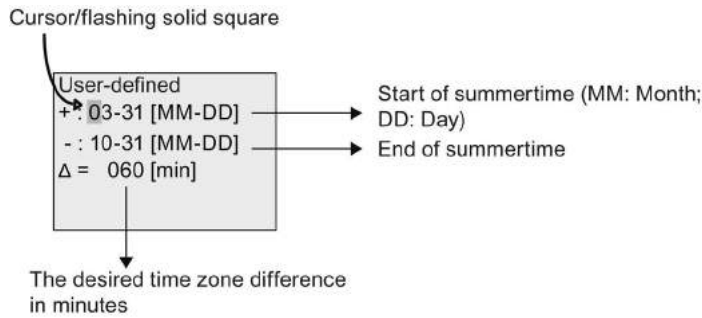 Cursor/flashing solid square
User-defined
+ : 03-31 [MM-DD]
- : 10-31 [MM-DD]
Δ = 060 [min]
Start of summertime (MM: Month;
DD: Day)
End of summertime
The desired time zone difference
in minutes